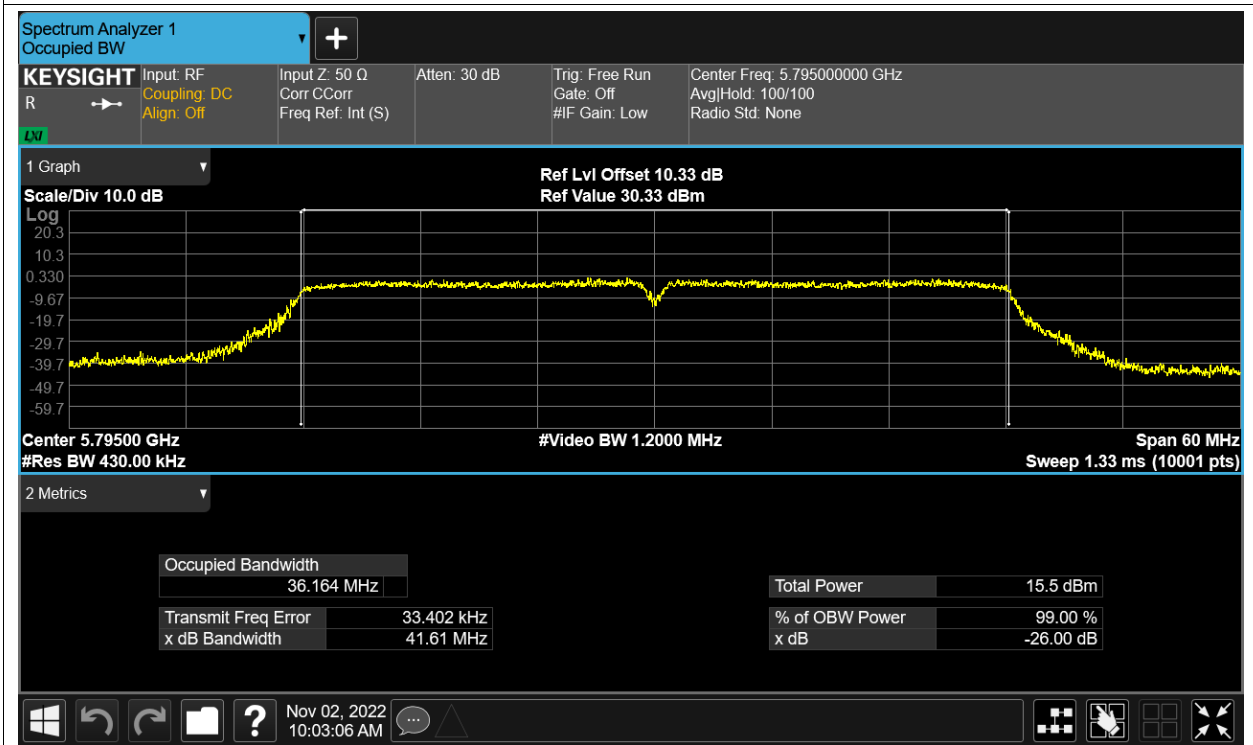 Spectrum Analyzer 1
Occupied BW
KEYSIGHT
R
LXI
Input: RF
Coupling: DC
Align: Off
Input Z: 50 Ω
Corr CCorr
Freq Ref: Int (S)
Atten: 30 dB
Trig: Free Run
Gate: Off
#IF Gain: Low
Center Freq: 5.795000000 GHz
Avg|Hold: 100/100
Radio Std: None
1 Graph
Scale/Div 10.0 dB
Ref Lvl Offset 10.33 dB
Ref Value 30.33 dBm
Log
20.3
10.3
0.330
-9.67
-19.7
-29.7
-39.7
-49.7
-59.7
Center 5.79500 GHz
#Video BW 1.2000 MHz
Span 60 MHz
#Res BW 430.00 kHz
Sweep 1.33 ms (10001 pts)
2 Metrics
Occupied Bandwidth
36.164 MHz
Transmit Freq Error 33.402 kHz
x dB Bandwidth 41.61 MHz
Total Power 15.5 dBm
% of OBW Power 99.00 %
x dB -26.00 dB
?
Nov 02, 2022
10:03:06 AM